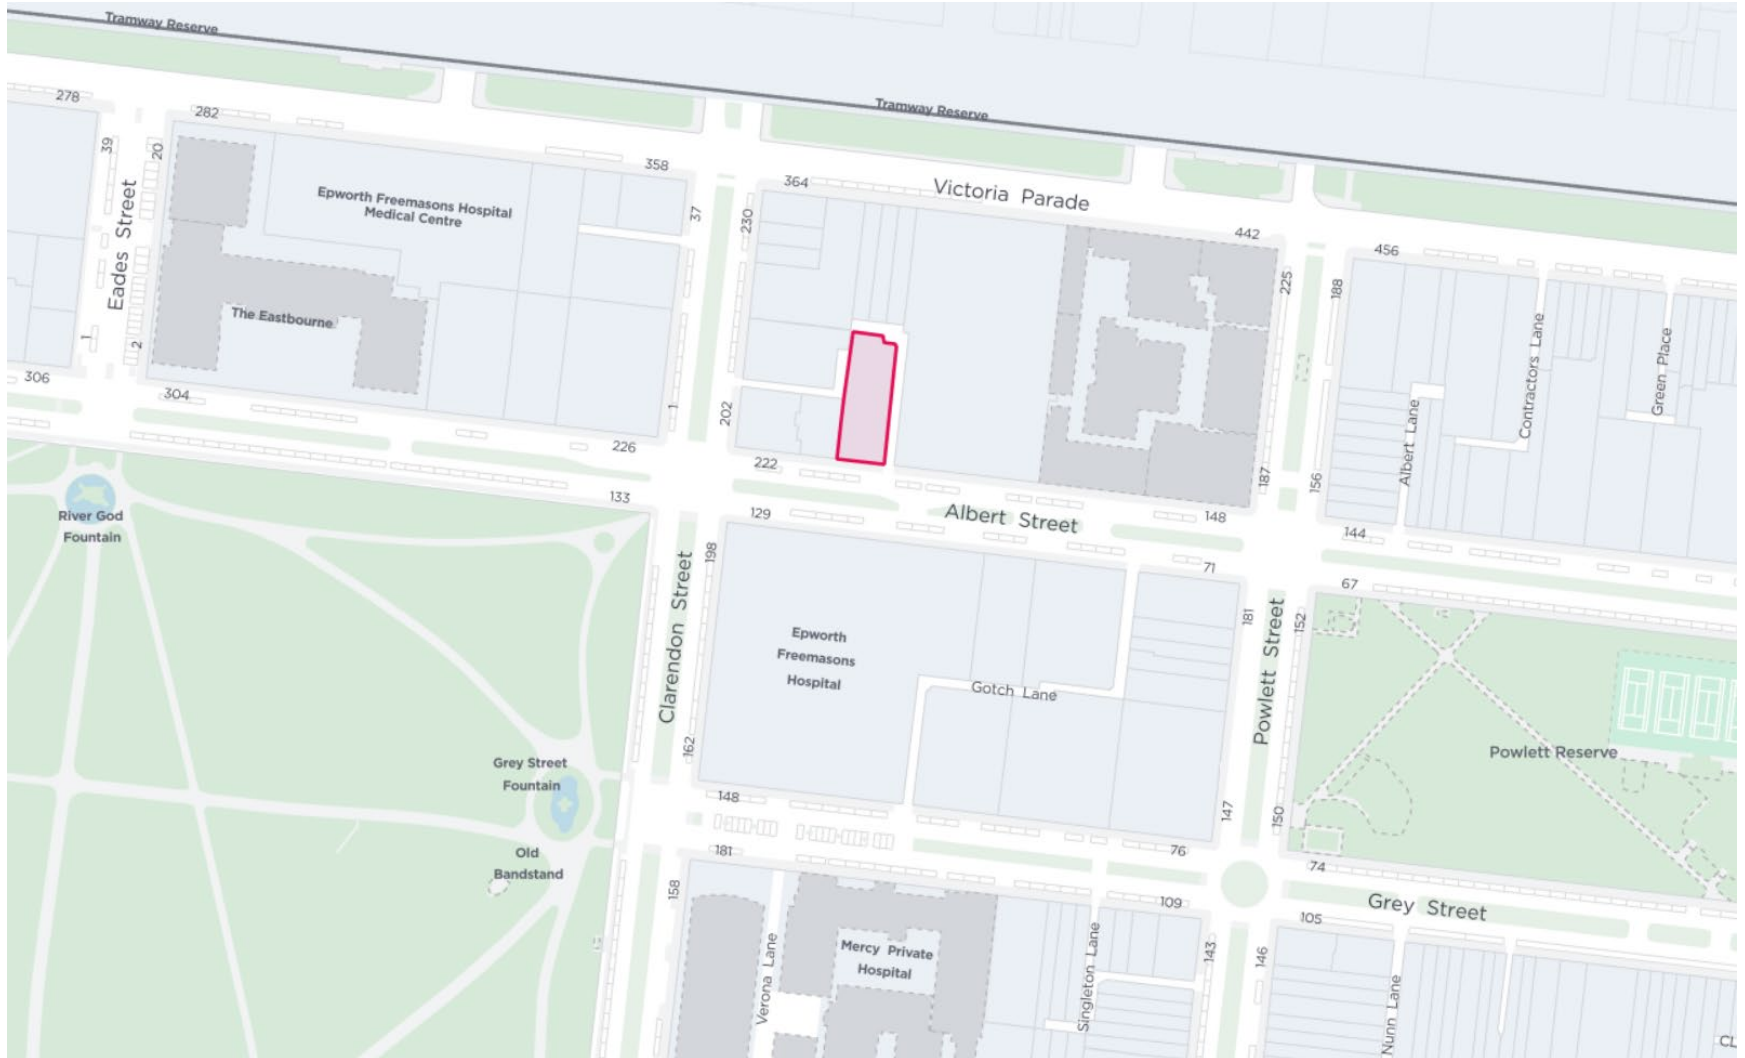 Tramway Reserve
Tramway Reserve
278
282
358
364
Victoria Parade
442
456
39
20
Eades Street
1
2
Epworth Freemasons Hospital
Medical Centre
The Eastbourne
37
1
230
202
225
187
188
156
Albert Lane
Contractors Lane
Green Place
306
304
226
222
133
129
Albert Street
148
144
71
67
River God
Fountain
Clarendon Street
198
162
Epworth
Freemasons
Hospital
Gotch Lane
181
147
Powlett Street
152
150
Powlett Reserve
Grey Street
Fountain
Old
Bandstand
148
76
74
181
109
105
Grey Street
158
Verona Lane
Mercy Private
Hospital
Singleton Lane
143
146
Nunn Lane
CL